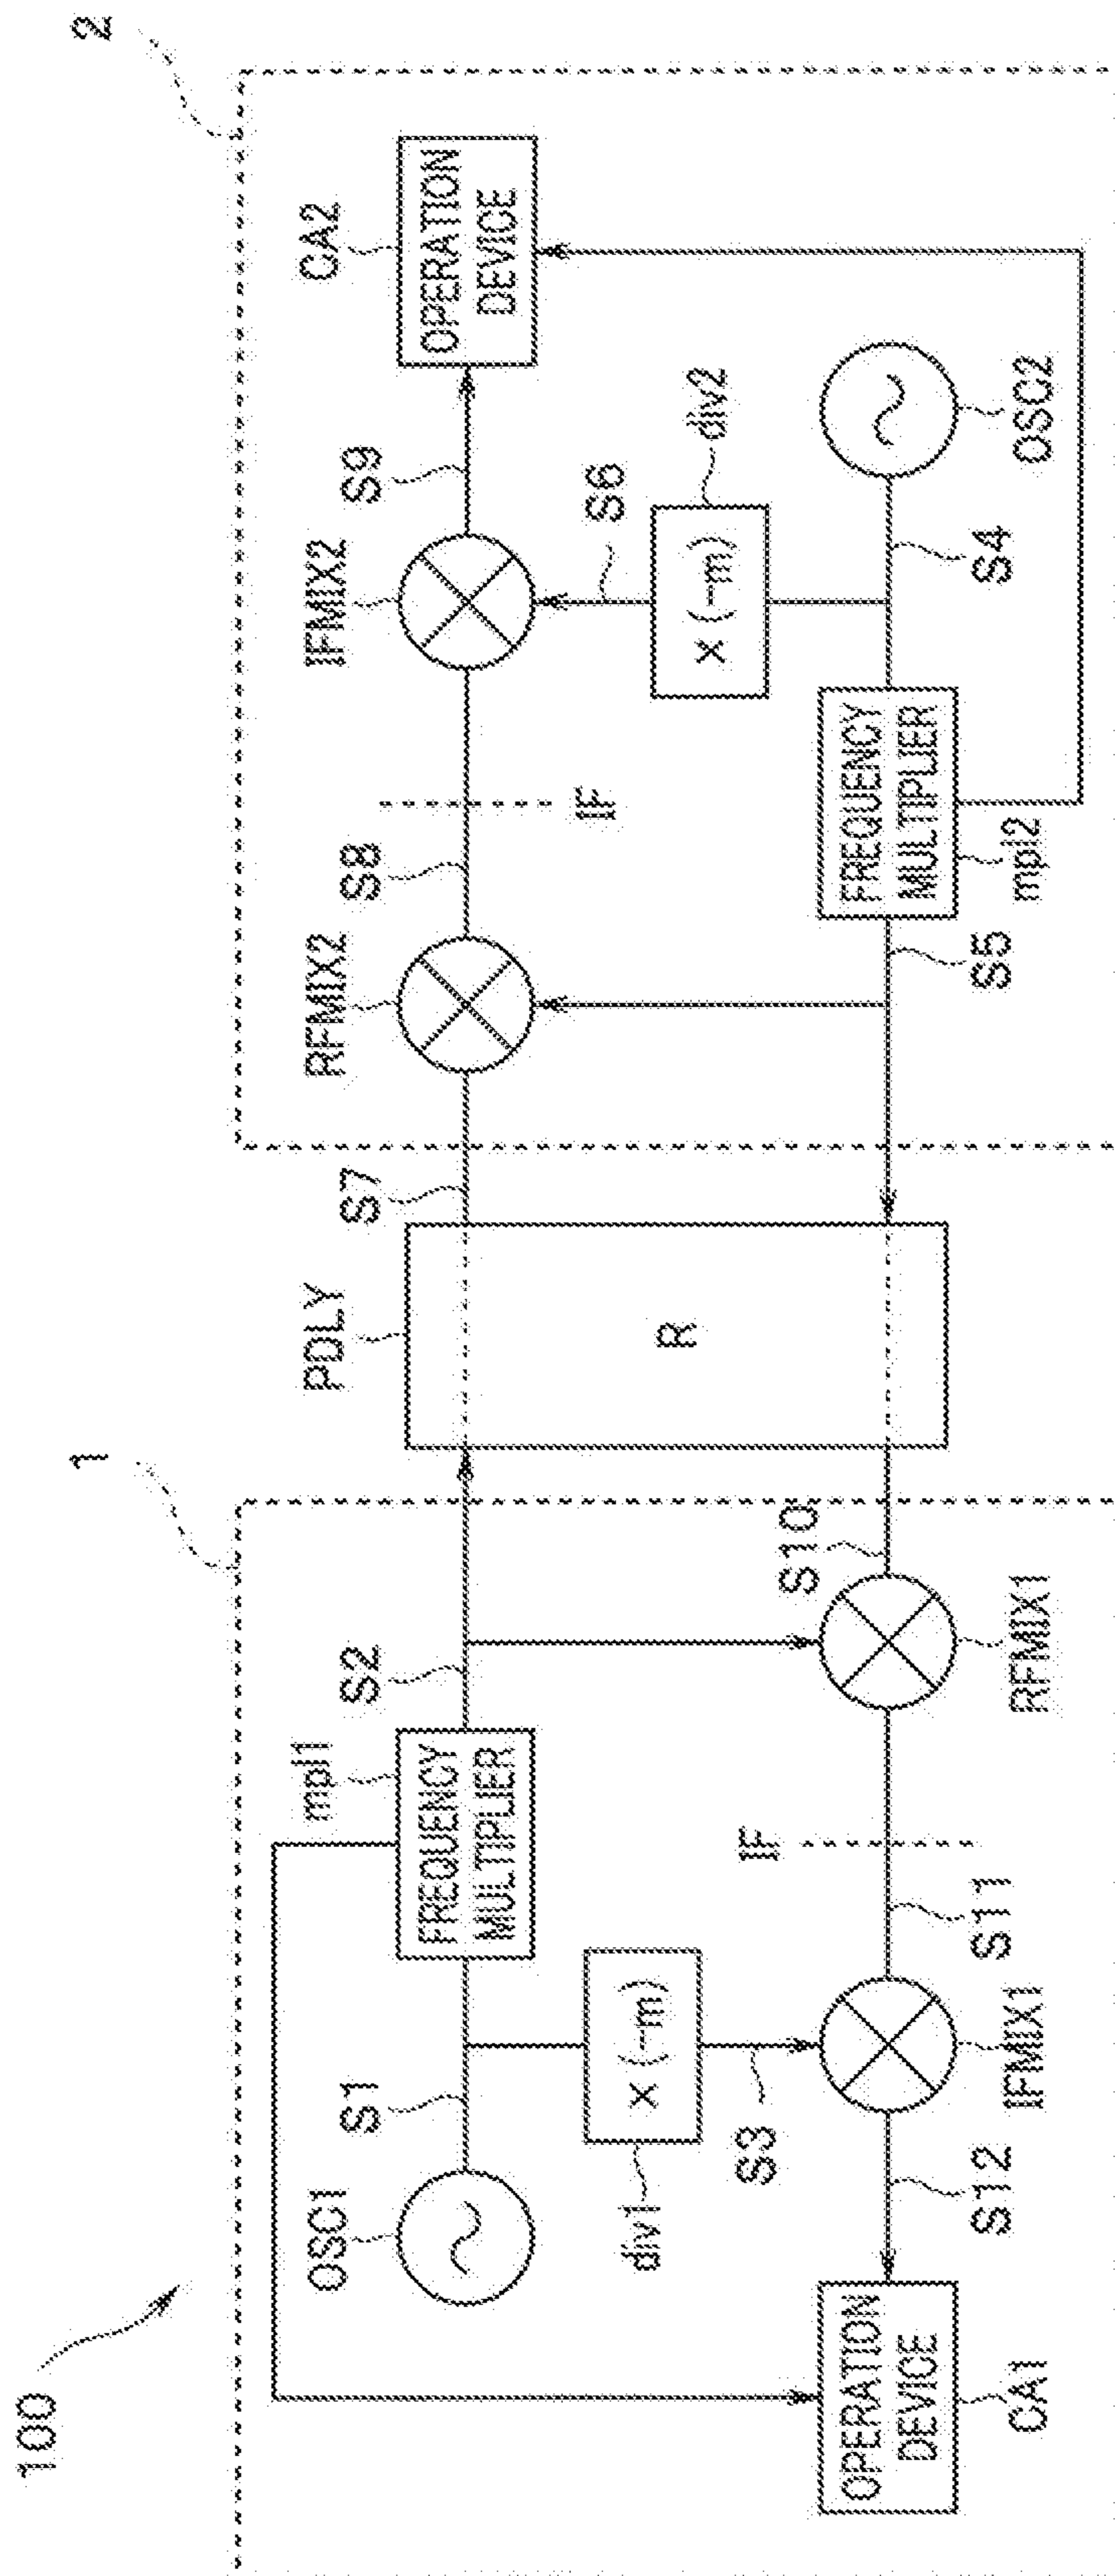 100
1
2
OSC1
S1
mpl1
FREQUENCY
MULTIPLIER
S2
div1
x (-m)
S3
OPERATION
DEVICE
CA1
S12
IFMIX1
S11
IF
RFMIX1
S10
PDLY
R
S7
RFMIX2
S8
IF
IFMIX2
S9
CA2
OPERATION
DEVICE
S6
x (-m)
div2
S5
FREQUENCY
MULTIPLIER
mpl2
S4
OSC2